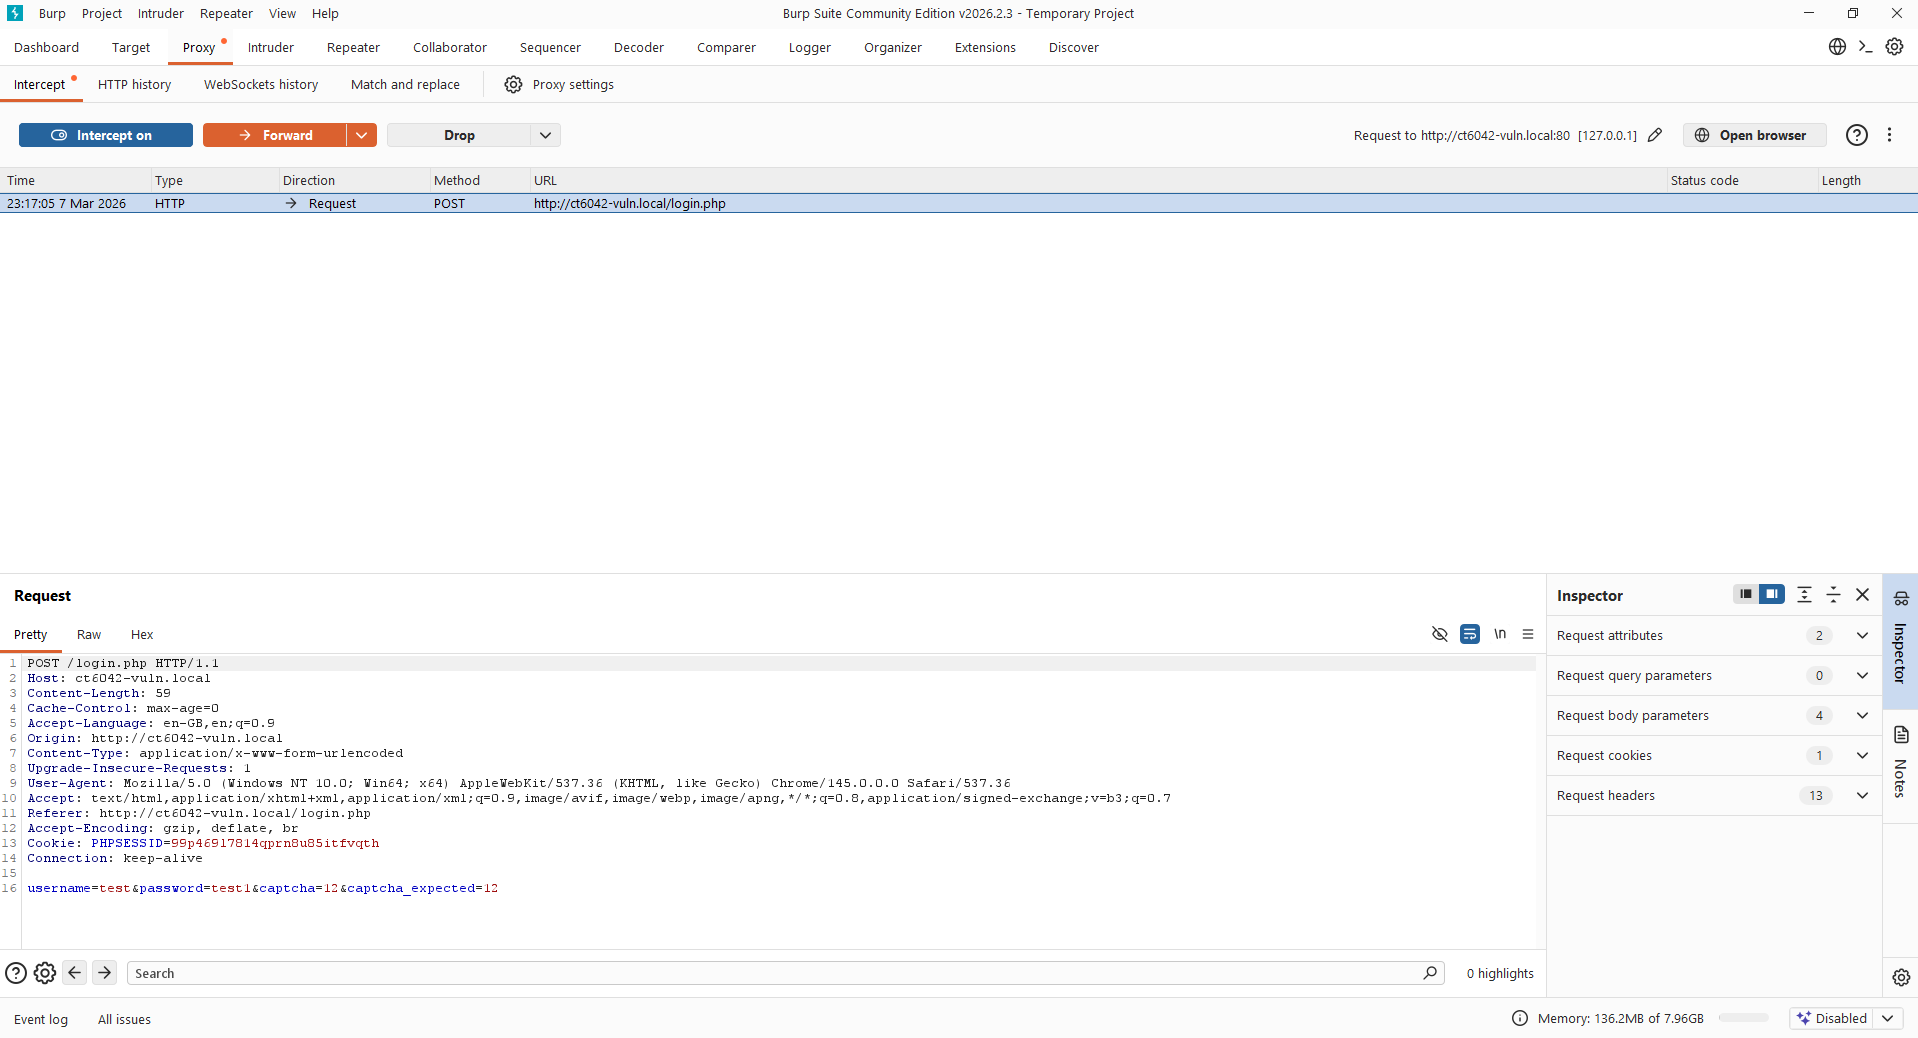 Burp Project Intruder Repeater View Help
Burp Suite Community Edition v2026.2.3 - Temporary Project
Dashboard Target Proxy Intruder Repeater Collaborator Sequencer Decoder Comparer Logger Organizer Extensions Discover
Intercept HTTP history WebSockets history Match and replace Proxy settings
Intercept on Forward Drop Request to http://ct6042-vuln.local:80 [127.0.0.1] Open browser
Time Type Direction Method URL Status code Length
23:17:05 7 Mar 2026 HTTP Request POST http://ct6042-vuln.local/login.php
Request
Pretty Raw Hex \n
1 POST /login.php HTTP/1.1
2 Host: ct6042-vuln.local
3 Content-Length: 59
4 Cache-Control: max-age=0
5 Accept-Language: en-GB,en;q=0.9
6 Origin: http://ct6042-vuln.local
7 Content-Type: application/x-www-form-urlencoded
8 Upgrade-Insecure-Requests: 1
9 User-Agent: Mozilla/5.0 (Windows NT 10.0; Win64; x64) AppleWebKit/537.36 (KHTML, like Gecko) Chrome/145.0.0.0 Safari/537.36
10 Accept: text/html,application/xhtml+xml,application/xml;q=0.9,image/avif,image/webp,image/apng,*/*;q=0.8,application/signed-exchange;v=b3;q=0.7
11 Referer: http://ct6042-vuln.local/login.php
12 Accept-Encoding: gzip, deflate, br
13 Cookie: PHPSESSID=99p469l78l4qprn8u85itfvqth
14 Connection: keep-alive
15
16 username=test&password=test1&captcha=12&captcha_expected=12
Inspector
Request attributes 2
Request query parameters 0
Request body parameters 4
Request cookies 1
Request headers 13
Inspector
Notes
Search
0 highlights
Event log All issues
Memory: 136.2MB of 7.96GB
Disabled